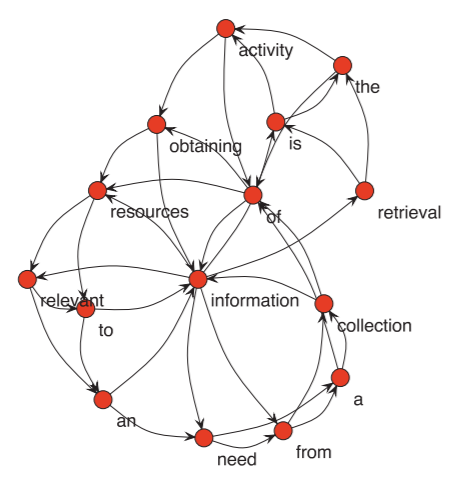 activity
the
obtaining
is
resources
of
retrieval
relevant
information
to
collection
a
an
need
from